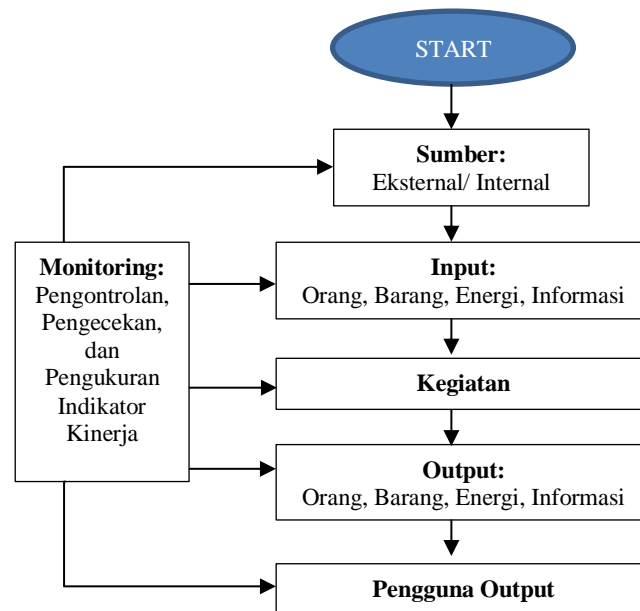 START
Sumber:
Eksternal/ Internal
Monitoring:
Pengontrolan,
Pengecekan,
dan
Pengukuran
Indikator
Kinerja
Input:
Orang, Barang, Energi, Informasi
Kegiatan
Output:
Orang, Barang, Energi, Informasi
Pengguna Output